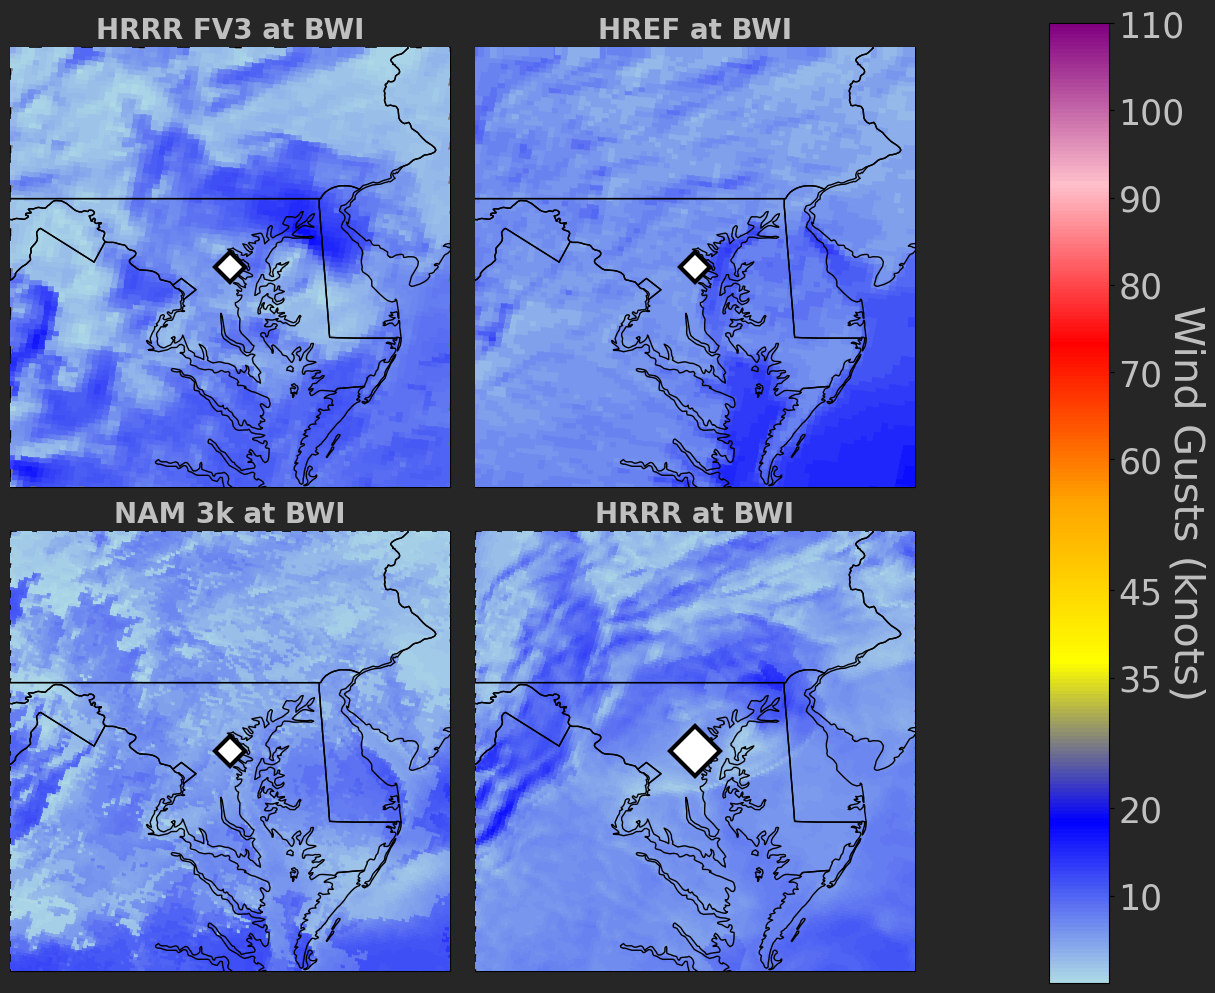 HRRR FV3 at BWI
HREF at BWI
NAM 3k at BWI
HRRR at BWI
110
100
90
80
70
60
45
35
20
10
Wind Gusts (knots)